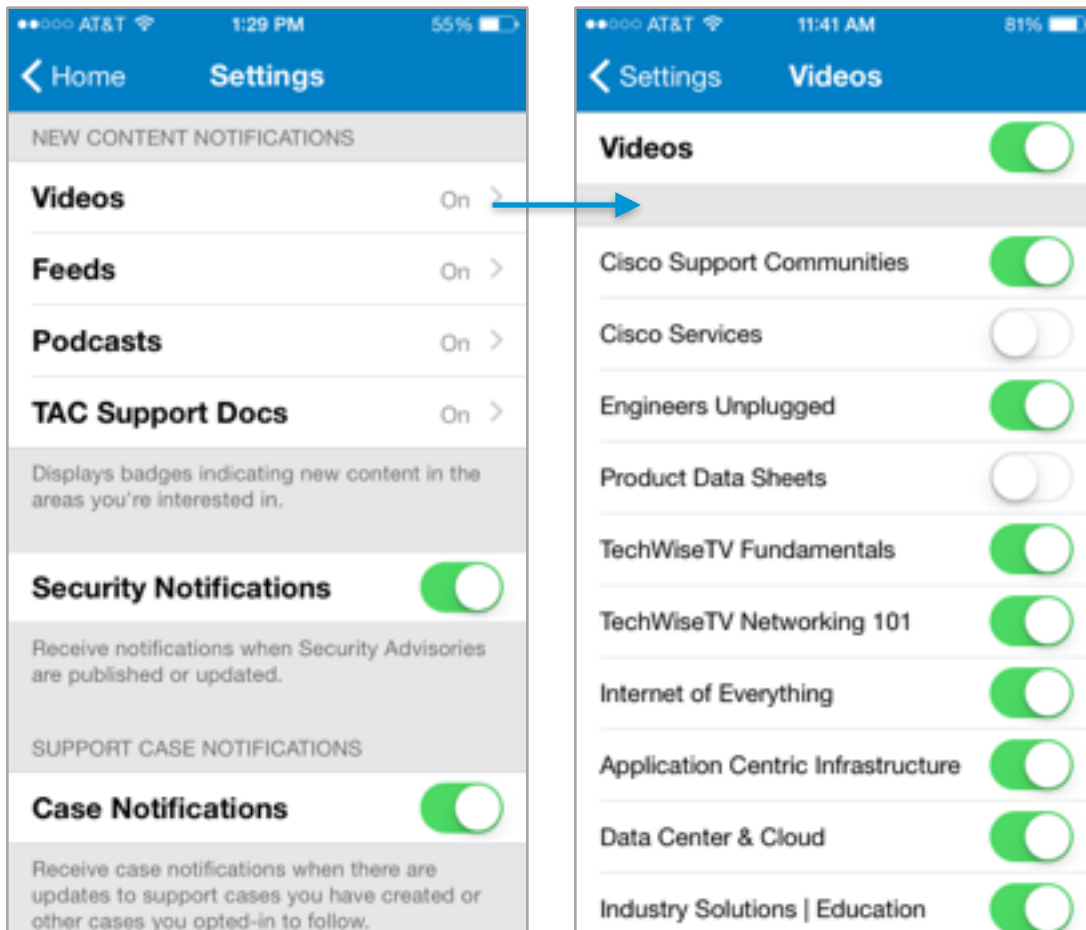 AT&T 1:29 PM 55%
Home Settings
NEW CONTENT NOTIFICATIONS
Videos On
Feeds On
Podcasts On
TAC Support Docs On
Displays badges indicating new content in the
areas you're interested in.
Security Notifications
Receive notifications when Security Advisories
are published or updated.
SUPPORT CASE NOTIFICATIONS
Case Notifications
Receive case notifications when there are
updates to support cases you have created or
other cases you opted-in to follow.
AT&T 11:41 AM 81%
Settings Videos
Videos
Cisco Support Communities
Cisco Services
Engineers Unplugged
Product Data Sheets
TechWiseTV Fundamentals
TechWiseTV Networking 101
Internet of Everything
Application Centric Infrastructure
Data Center & Cloud
Industry Solutions | Education